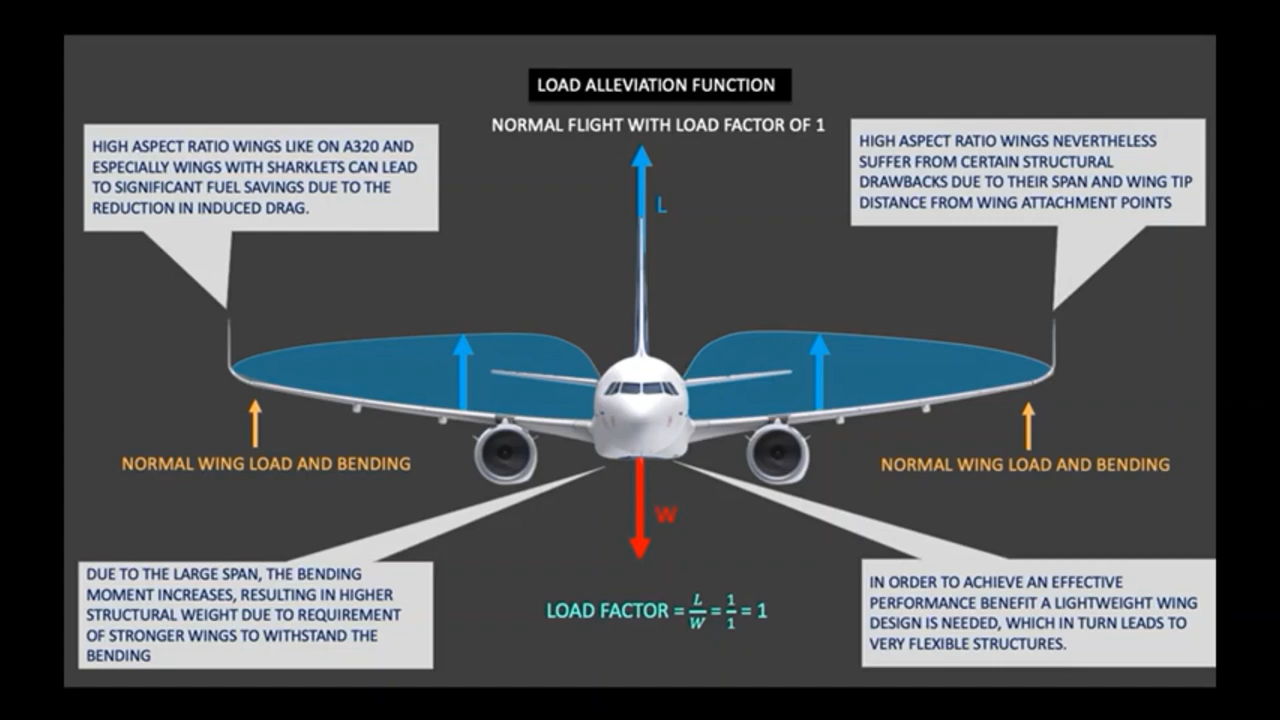 LOAD ALLEVIATION FUNCTION
NORMAL FLIGHT WITH LOAD FACTOR OF 1
HIGH ASPECT RATIO WINGS LIKE ON A320 AND
ESPECIALLY WINGS WITH SHARKLETS CAN LEAD
TO SIGNIFICANT FUEL SAVINGS DUE TO THE
REDUCTION IN INDUCED DRAG.
HIGH ASPECT RATIO WINGS NEVERTHELESS
SUFFER FROM CERTAIN STRUCTURAL
DRAWBACKS DUE TO THEIR SPAN AND WING TIP
DISTANCE FROM WING ATTACHMENT POINTS
L
NORMAL WING LOAD AND BENDING
NORMAL WING LOAD AND BENDING
W
DUE TO THE LARGE SPAN, THE BENDING
MOMENT INCREASES, RESULTING IN HIGHER
STRUCTURAL WEIGHT DUE TO REQUIREMENT
OF STRONGER WINGS TO WITHSTAND THE
BENDING
LOAD FACTOR = L/W = 1/1 = 1
IN ORDER TO ACHIEVE AN EFFECTIVE
PERFORMANCE BENEFIT A LIGHTWEIGHT WING
DESIGN IS NEEDED, WHICH IN TURN LEADS TO
VERY FLEXIBLE STRUCTURES.